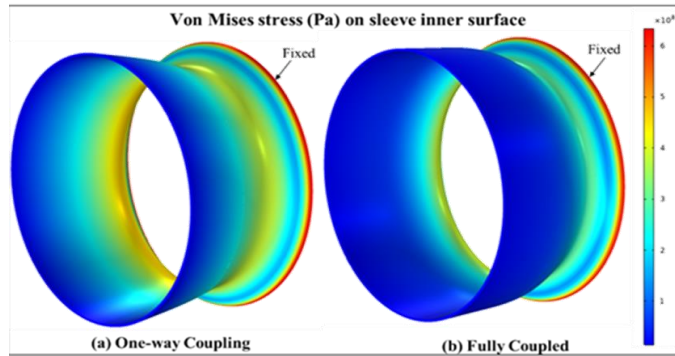 Von Mises stress (Pa) on sleeve inner surface
×10⁸
Fixed
Fixed
6
5
4
3
2
1
(a) One-way Coupling
(b) Fully Coupled